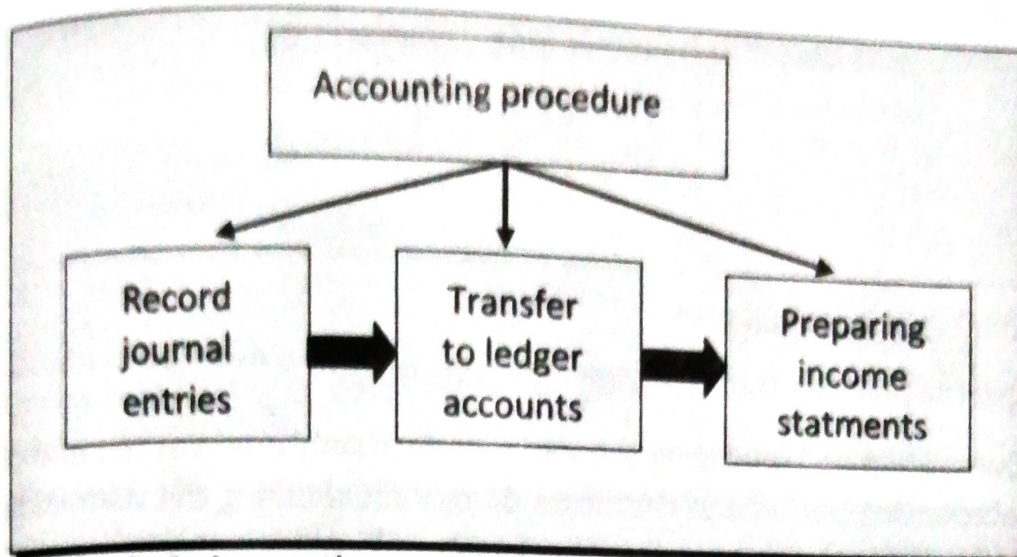 Accounting procedure
Record
journal
entries
Transfer
to ledger
accounts
Preparing
income
statments